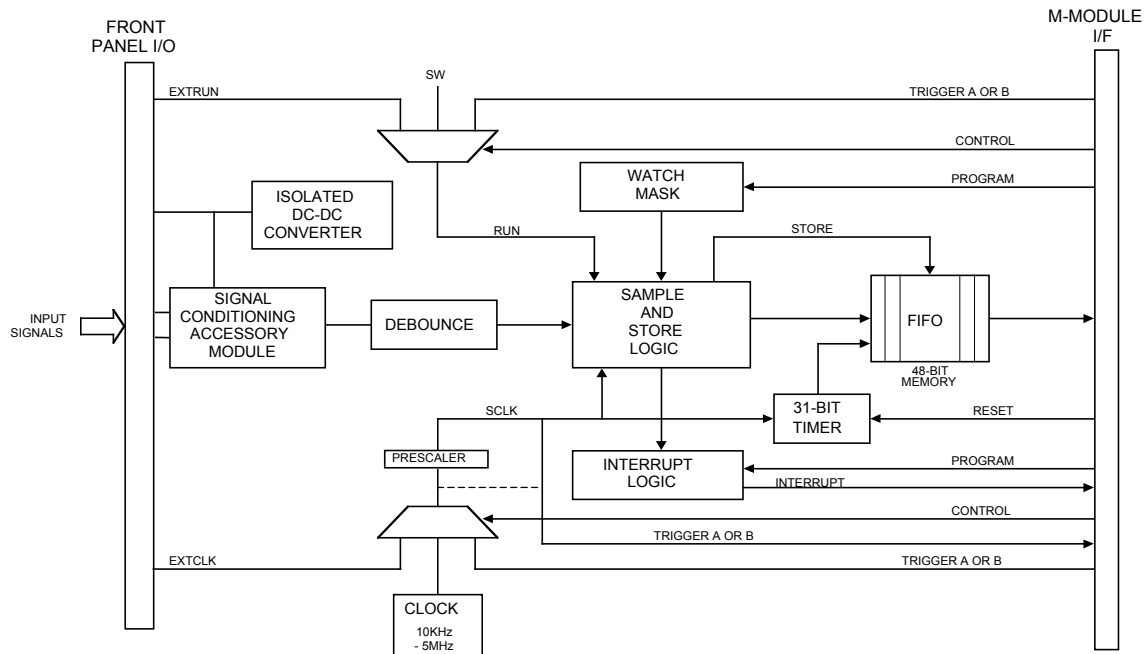 FRONT
PANEL I/O
M-MODULE
I/F
EXTRUN
SW
TRIGGER A OR B
CONTROL
WATCH
MASK
PROGRAM
ISOLATED
DC-DC
CONVERTER
RUN
STORE
INPUT
SIGNALS
SIGNAL
CONDITIONING
ACCESSORY
MODULE
DEBOUNCE
SAMPLE
AND
STORE
LOGIC
FIFO
48-BIT
MEMORY
SCLK
31-BIT
TIMER
RESET
PRESCALER
INTERRUPT
LOGIC
PROGRAM
INTERRUPT
CONTROL
TRIGGER A OR B
EXTCLK
TRIGGER A OR B
CLOCK
10KHz
- 5MHz